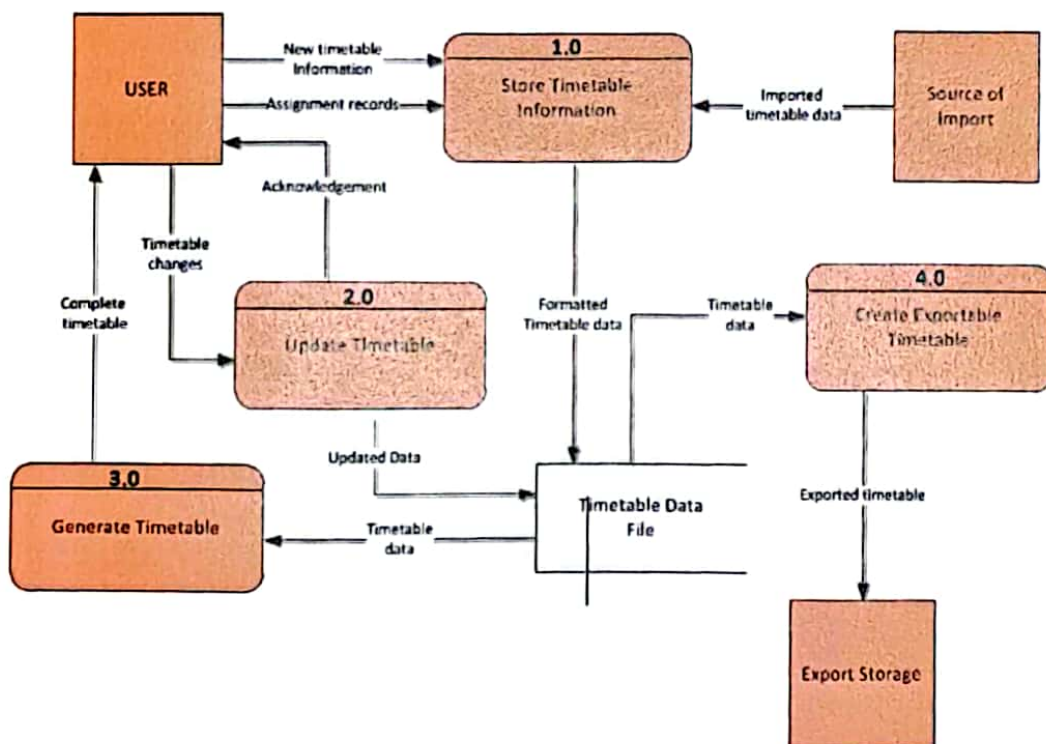 USER
New timetable
Information
Assignment records
1.0
Store Timetable
Information
Imported
timetable data
Source of
Import
Acknowledgement
Timetable
changes
Complete
timetable
2.0
Update Timetable
Formatted
Timetable data
Timetable
data
4.0
Create Exportable
Timetable
Updated Data
3.0
Generate Timetable
Timetable
data
Timetable Data
File
Exported timetable
Export Storage